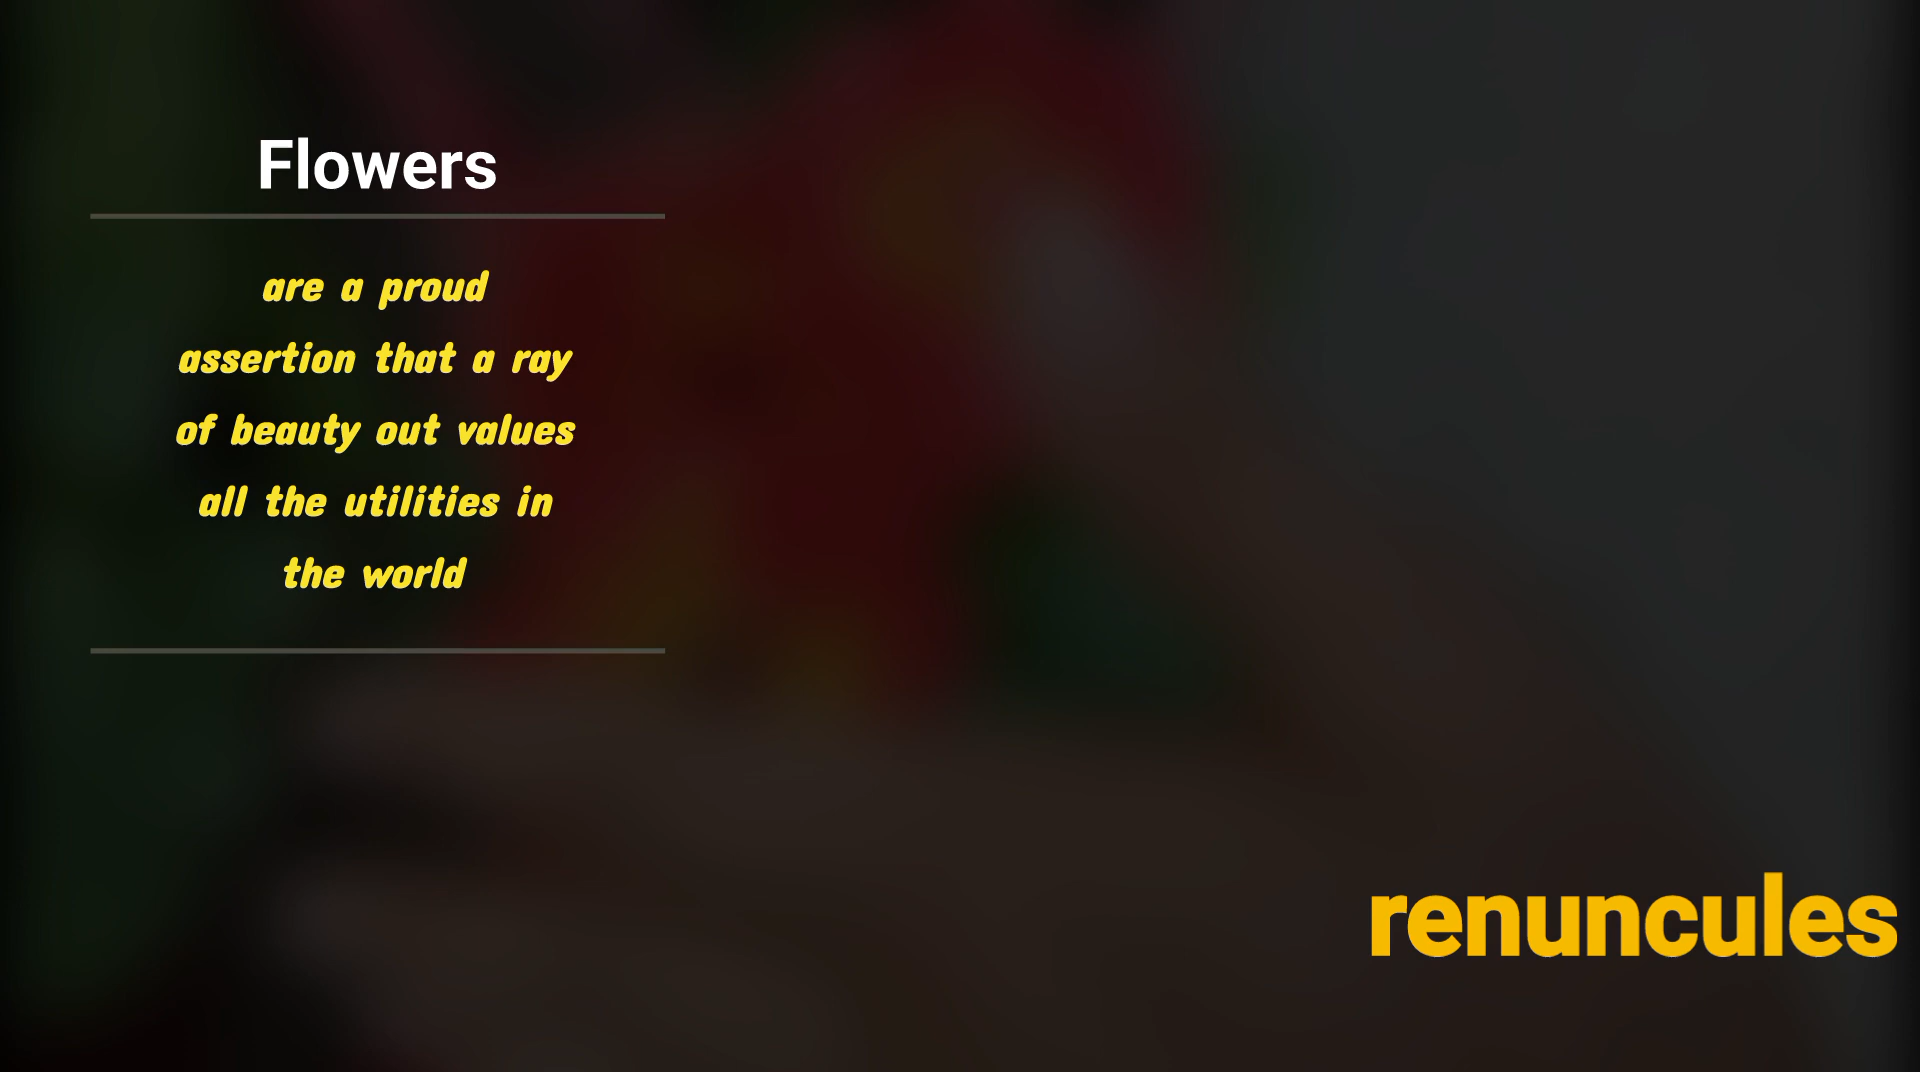 Flowers
are a proud
assertion that a ray
of beauty out values
all the utilities in
the world
renuncules